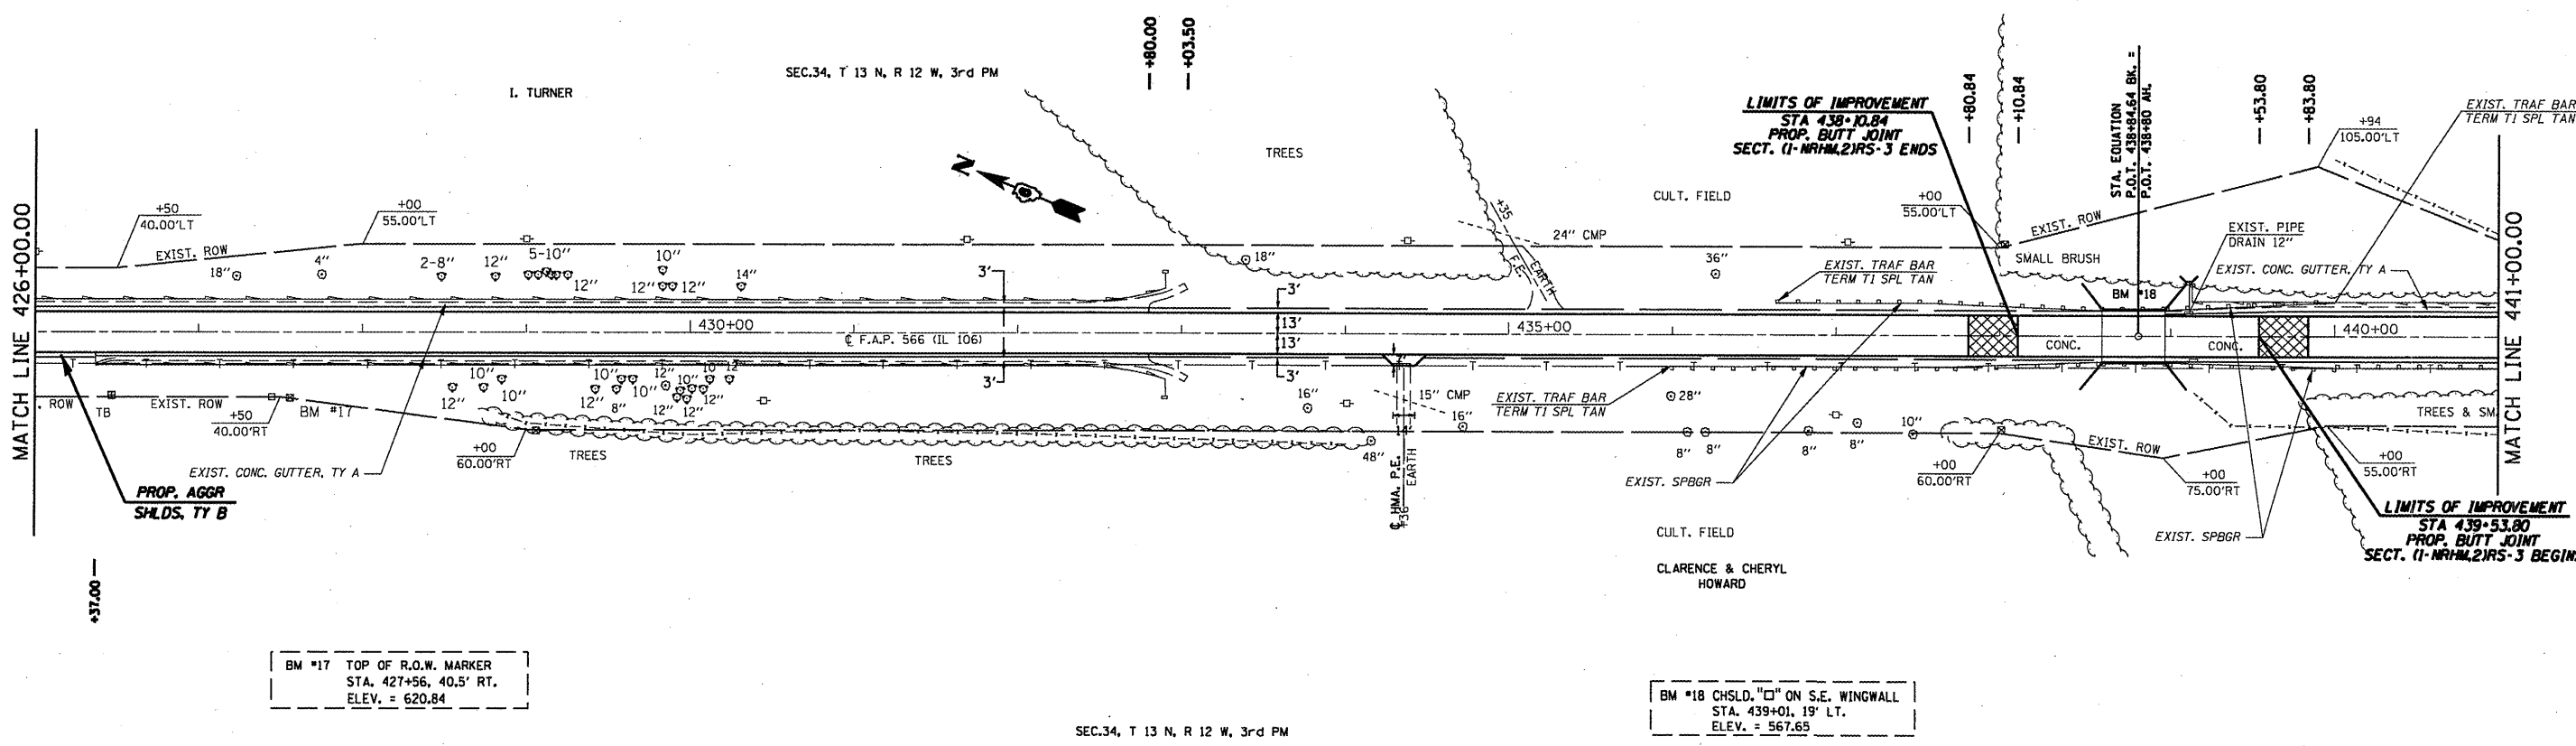 +80.00
+03.50
SEC.34, T 13 N, R 12 W, 3rd PM
I. TURNER
TREES
N
LIMITS OF IMPROVEMENT
STA 438+10.84
PROP. BUTT JOINT
SECT. (1-NRHM,2)RS-3 ENDS
+80.84
+10.84
STA. EQUATION
P.O.T. 438+84.64 BK. =
P.O.T. 438+80 AH.
+53.80
+83.80
+94
105.00'LT
EXIST. TRAF BAR
TERM T1 SPL TAN
MATCH LINE 426+00.00
+50
40.00'LT
EXIST. ROW
+00
55.00'LT
CULT. FIELD
+35
F.E.
EARTH
24" CMP
+00
55.00'LT
EXIST. ROW
SMALL BRUSH
EXIST. PIPE
DRAIN 12"
EXIST. CONC. GUTTER, TY A
MATCH LINE 441+00.00
18"
4"
2-8"
12"
5-10"
12"
10"
12"
12"
14"
18"
36"
EXIST. TRAF BAR
TERM T1 SPL TAN
BM #18
3'
3'
430+00
℄ F.A.P. 566 (IL 106)
13'
13'
435+00
CONC.
CONC.
440+00
3'
3'
. ROW
TB
EXIST. ROW
+50
40.00'RT
BM #17
12"
10"
10"
12"
10"
8"
10"
12"
12"
10"
12"
10"
12"
16"
15" CMP
16"
EXIST. TRAF BAR
TERM T1 SPL TAN
28"
TREES & SM
+00
60.00'RT
TREES
TREES
48"
℄ HMA. P.E.
+36
EARTH
14'
8"
8"
8"
8"
10"
+00
60.00'RT
EXIST. ROW
+00
75.00'RT
+00
55.00'RT
EXIST. CONC. GUTTER, TY A
PROP. AGGR
SHLDS, TY B
EXIST. SPBGR
CULT. FIELD
CLARENCE & CHERYL
HOWARD
EXIST. SPBGR
LIMITS OF IMPROVEMENT
STA 439+53.80
PROP. BUTT JOINT
SECT. (1-NRHM,2)RS-3 BEGIN
+37.00
BM #17 TOP OF R.O.W. MARKER
STA. 427+56, 40.5' RT.
ELEV. = 620.84
BM #18 CHSLD. "□" ON S.E. WINGWALL
STA. 439+01, 19' LT.
ELEV. = 567.65
SEC.34, T 13 N, R 12 W, 3rd PM